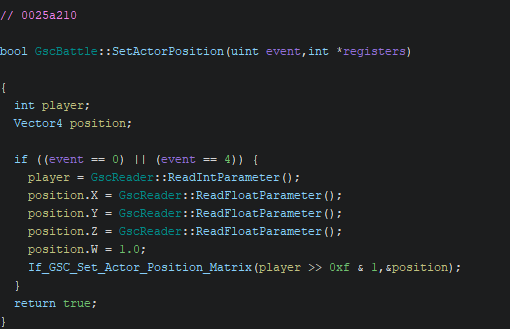 // 0025a210
bool GscBattle::SetActorPosition(uint event,int *registers)
{
int player;
Vector4 position;
if ((event == 0) || (event == 4)) {
player = GscReader::ReadIntParameter();
position.X = GscReader::ReadFloatParameter();
position.Y = GscReader::ReadFloatParameter();
position.Z = GscReader::ReadFloatParameter();
position.W = 1.0;
If_GSC_Set_Actor_Position_Matrix(player >> 0xf & 1,&position);
}
return true;
}